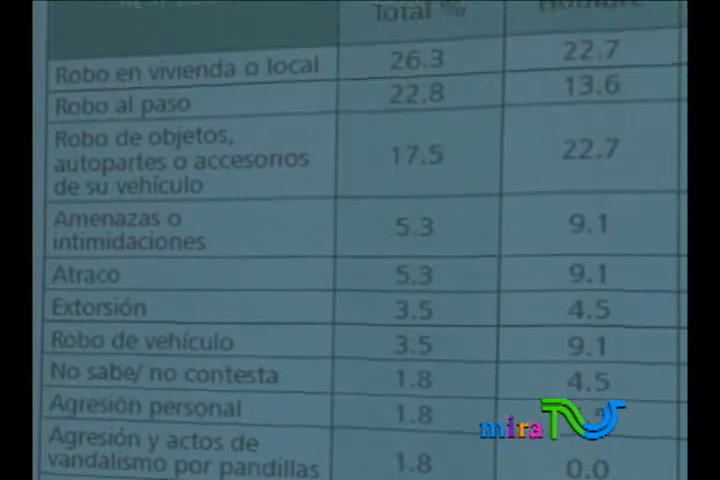 Total %
Hombre
Robo en vivienda o local 26.3 22.7
Robo al paso 22.8 13.6
Robo de objetos,
autopartes o accesorios 17.5 22.7
de su vehículo
Amenazas o
intimidaciones 5.3 9.1
Atraco 5.3 9.1
Extorsión 3.5 4.5
Robo de vehículo 3.5 9.1
No sabe/ no contesta 1.8 4.5
Agresión personal 1.8
Agresión y actos de
vandalismo por pandillas 1.8 0.0
mira